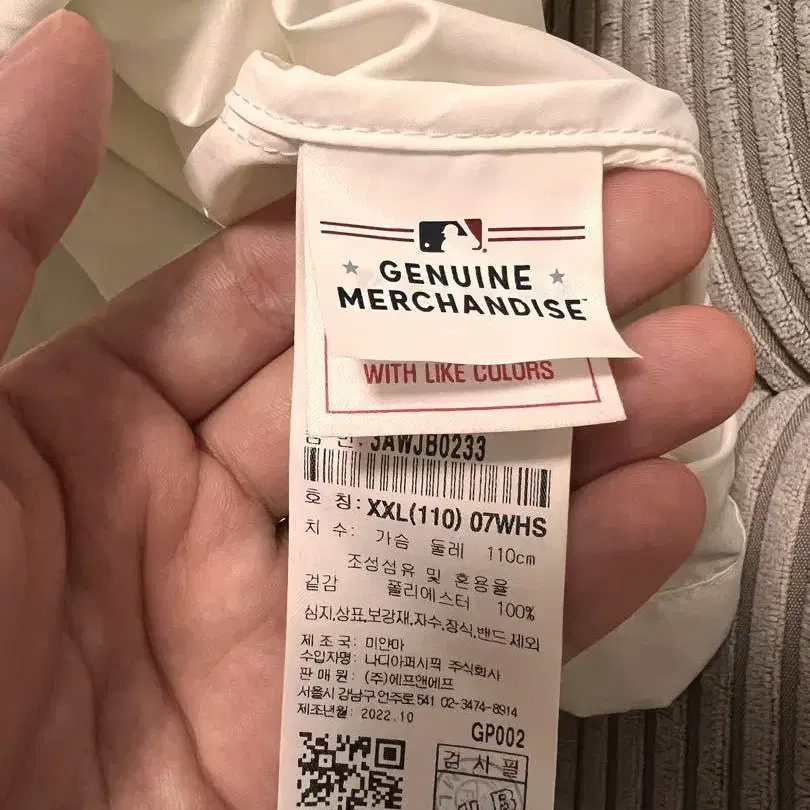 GENUINE
MERCHANDISE™
WITH LIKE COLORS
품 번: 3AWJB0233
호 칭: XXL(110) 07WHS
치 수: 가슴 둘레 110cm
조성섬유 및 혼용율
겉감 폴리에스터 100%
심지,상표,보강재,자수,장식,밴드 제외
제 조 국: 미얀마
수입자명: 나디아퍼시픽 주식회사
판 매 원: (주)에프앤에프
서울시 강남구 언주로 541 02-3474-8914
제조년월: 2022.10
GP002
검 사 필